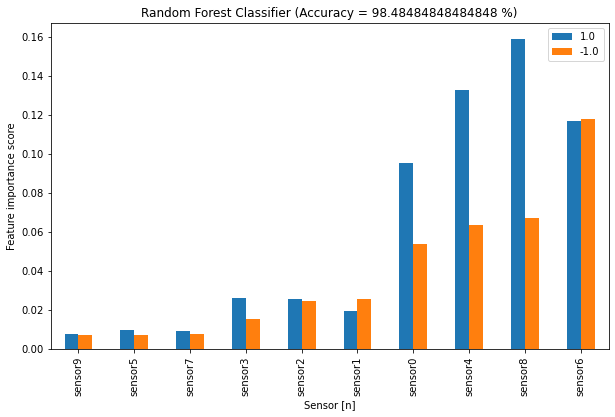 Random Forest Classifier (Accuracy = 98.48484848484848 %)
1.0
-1.0
Feature importance score
0.16
0.14
0.12
0.10
0.08
0.06
0.04
0.02
0.00
sensor9
sensor5
sensor7
sensor3
sensor2
sensor1
sensor0
sensor4
sensor8
sensor6
Sensor [n]